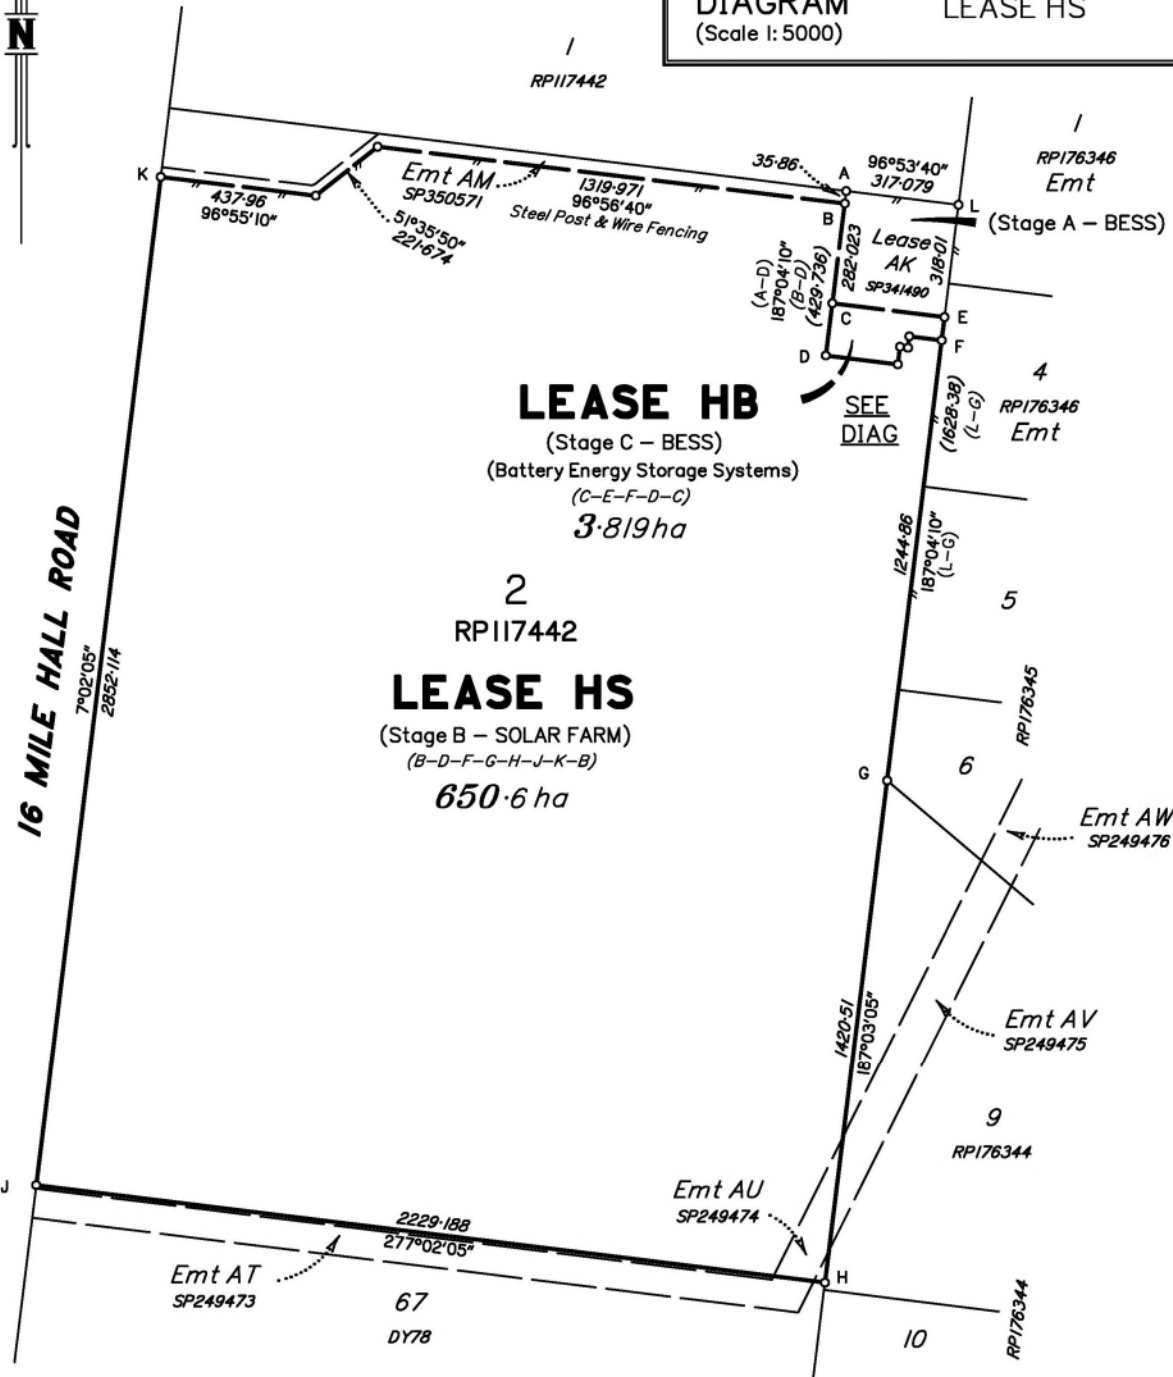 DIAGRAM
LEASE HS
(Scale 1:5000)
N
1
RP117442
1
RP176346
Emt
35·86
A
96°53'40"
317·079
L
K
437·96
96°55'10"
51°35'50"
221·674
Emt AM
SP350571
1319·971
96°56'40"
Steel Post & Wire Fencing
B
(Stage A – BESS)
Lease
AK
SP341490
318·01
282·023
(A-D)
187°04'10"
(B-D)
(429·736)
C
E
D
F
SEE
DIAG
4
RP176346
Emt
(1628·38)
(L-G)
LEASE HB
(Stage C – BESS)
(Battery Energy Storage Systems)
(C-E-F-D-C)
3·819 ha
1244·86
187°04'10"
(L-G)
5
2
RP117442
LEASE HS
(Stage B – SOLAR FARM)
(B-D-F-G-H-J-K-B)
650·6 ha
16 MILE HALL ROAD
7°02'05"
2852·114
RP176345
6
G
Emt AW
SP249476
Emt AV
SP249475
1420·51
187°03'05"
9
RP176344
J
Emt AU
SP249474
2229·188
277°02'05"
H
Emt AT
SP249473
67
DY78
10
RP176344